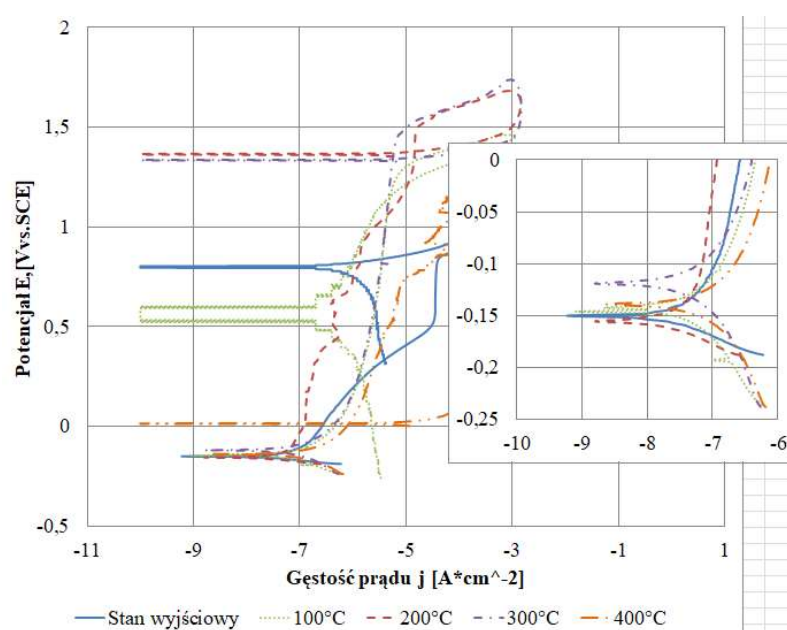 2
1,5
1
0,5
0
-0,5
Potencjał E,[Vvs.SCE]
-11 -9 -7 -5 -3 -1 1
Gęstość prądu j [A*cm^-2]
0
-0,05
-0,1
-0,15
-0,2
-0,25
-10 -9 -8 -7 -6
Stan wyjściowy 100°C 200°C 300°C 400°C